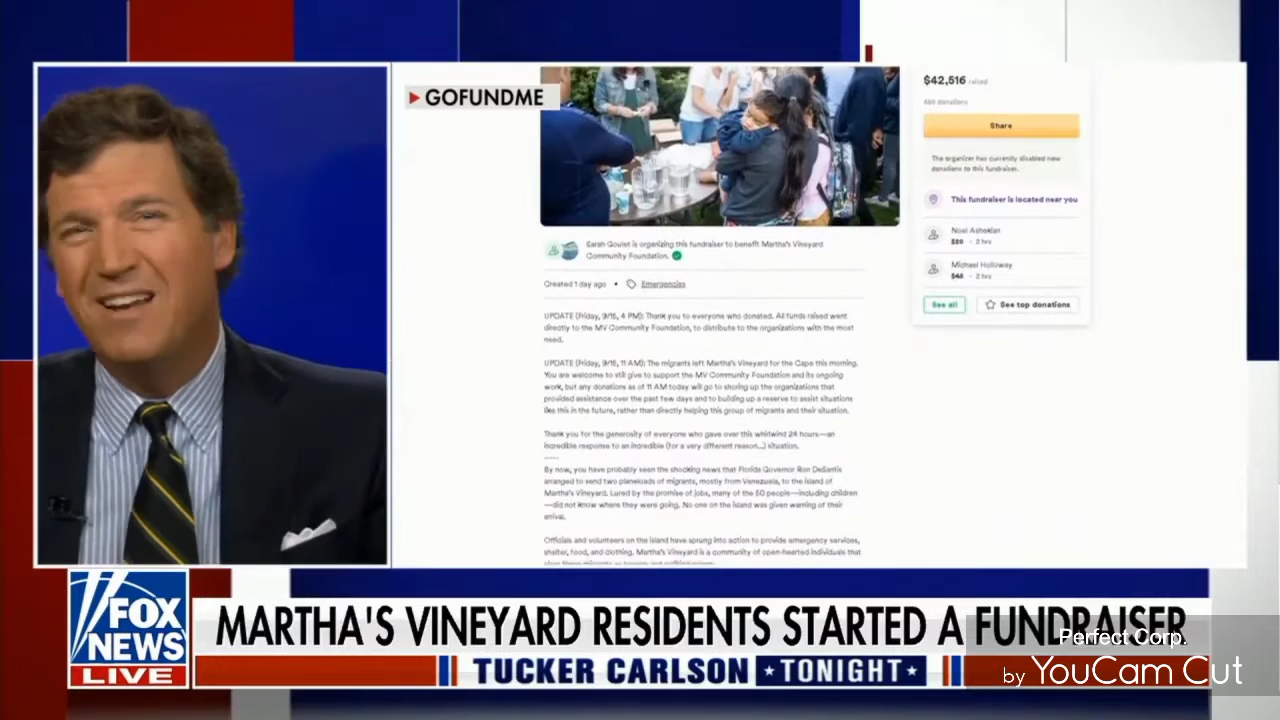 GOFUNDME
$42,516 raised
Share
The organizer has currently disabled new
donations to this fundraiser.
This fundraiser is located near you
$20 • 2 hrs
Michael Holloway
• 2 hrs
See all
See top donations
Sarah Goulet is organizing this fundraiser to benefit Martha's Vineyard
Community Foundation.
Created 1 day ago • Emergencies
UPDATE (Friday, 9/16, 4 PM): Thank you to everyone who donated. All funds raised went
directly to the MV Community Foundation, to distribute to the organizations with the most
need.
UPDATE (Friday, 9/16, 11 AM): The migrants left Martha's Vineyard for the Cape this morning.
You are welcome to still give to support the MV Community Foundation and its ongoing
work, but any donations as of 11 AM today will go to shoring up the organizations that
provided assistance over the past few days and to building up a reserve to assist situations
like this in the future, rather than directly helping this group of migrants and their situation.
Thank you for the generosity of everyone who gave over this whirlwind 24 hours—an
incredible response to an incredible (for a very different reason...) situation.
By now, you have probably seen the shocking news that Florida Governor Ron DeSantis
arranged to send two planeloads of migrants, mostly from Venezuela, to the island of
Martha's Vineyard. Lured by the promise of jobs, many of the 50 people—including children
—did not know where they were going. No one on the island was given warning of their
arrival.
Officials and volunteers on the island have sprung into action to provide emergency services,
shelter, food, and clothing. Martha's Vineyard is a community of open-hearted individuals that
FOX
NEWS
LIVE
MARTHA'S VINEYARD RESIDENTS STARTED A FUNDRAISER
TUCKER CARLSON TONIGHT
Perfect Corp.
by YouCam Cut